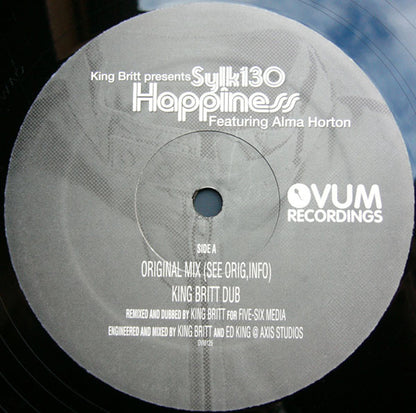 King Britt presents Sylk130
Happiness
Featuring Alma Horton
OVUM
RECORDINGS
SIDE A
ORIGINAL MIX (SEE ORIG,INFO)
KING BRITT DUB
REMIXED AND DUBBED BY KING BRITT FOR FIVE-SIX MEDIA
ENGINEERED AND MIXED BY KING BRITT AND ED KING @ AXIS STUDIOS
OVM125